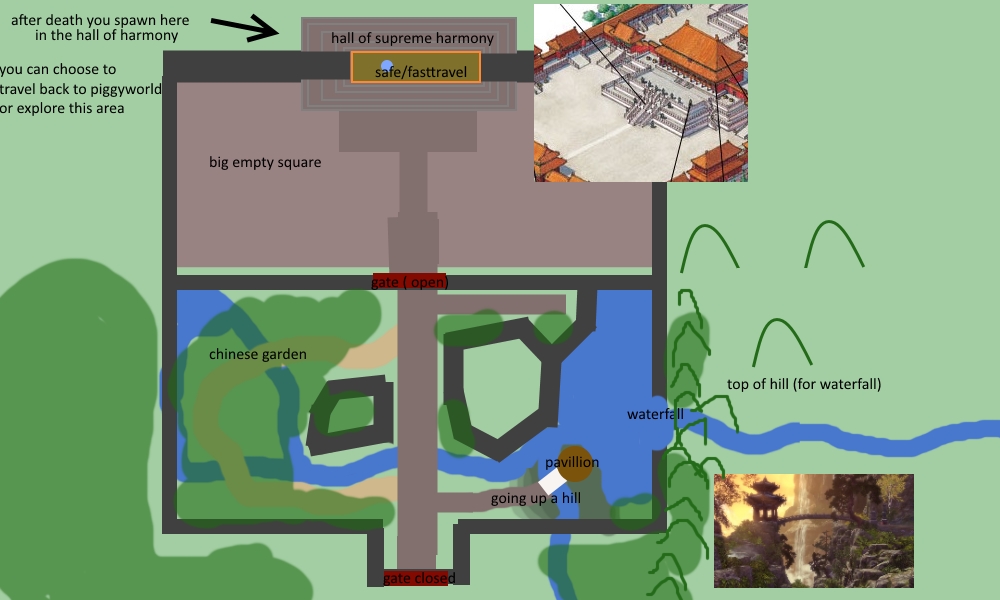 after death you spawn here
in the hall of harmony
you can choose to
travel back to piggyworld
or explore this area
hall of supreme harmony
safe/fasttravel
big empty square
gate ( open)
chinese garden
top of hill (for waterfall)
waterfall
pavillion
going up a hill
gate closed